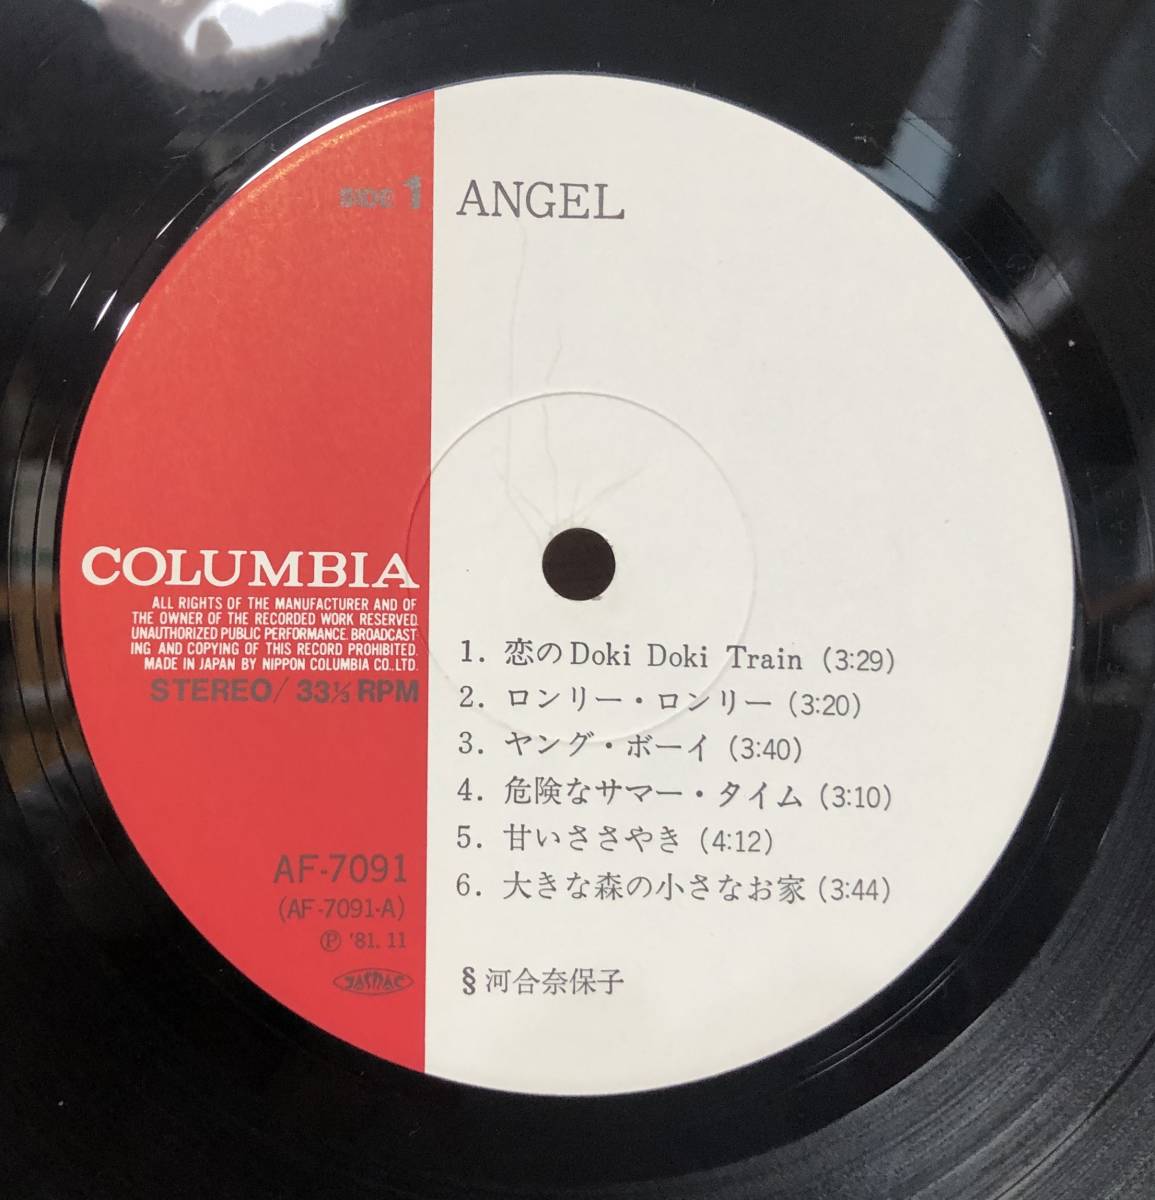 SIDE 1
ANGEL
COLUMBIA
ALL RIGHTS OF THE MANUFACTURER AND OF
THE OWNER OF THE RECORDED WORK RESERVED.
UNAUTHORIZED PUBLIC PERFORMANCE. BROADCAST
ING AND COPYING OF THIS RECORD PROHIBITED.
MADE IN JAPAN BY NIPPON COLUMBIA CO., LTD.
STEREO/ 33⅓ RPM
AF-7091
(AF-7091-A)
Ⓟ '81. 11
JASRAC
1. 恋のDoki Doki Train (3:29)
2. ロンリー・ロンリー (3:20)
3. ヤング・ボーイ (3:40)
4. 危険なサマー・タイム (3:10)
5. 甘いささやき (4:12)
6. 大きな森の小さなお家 (3:44)
§ 河合奈保子